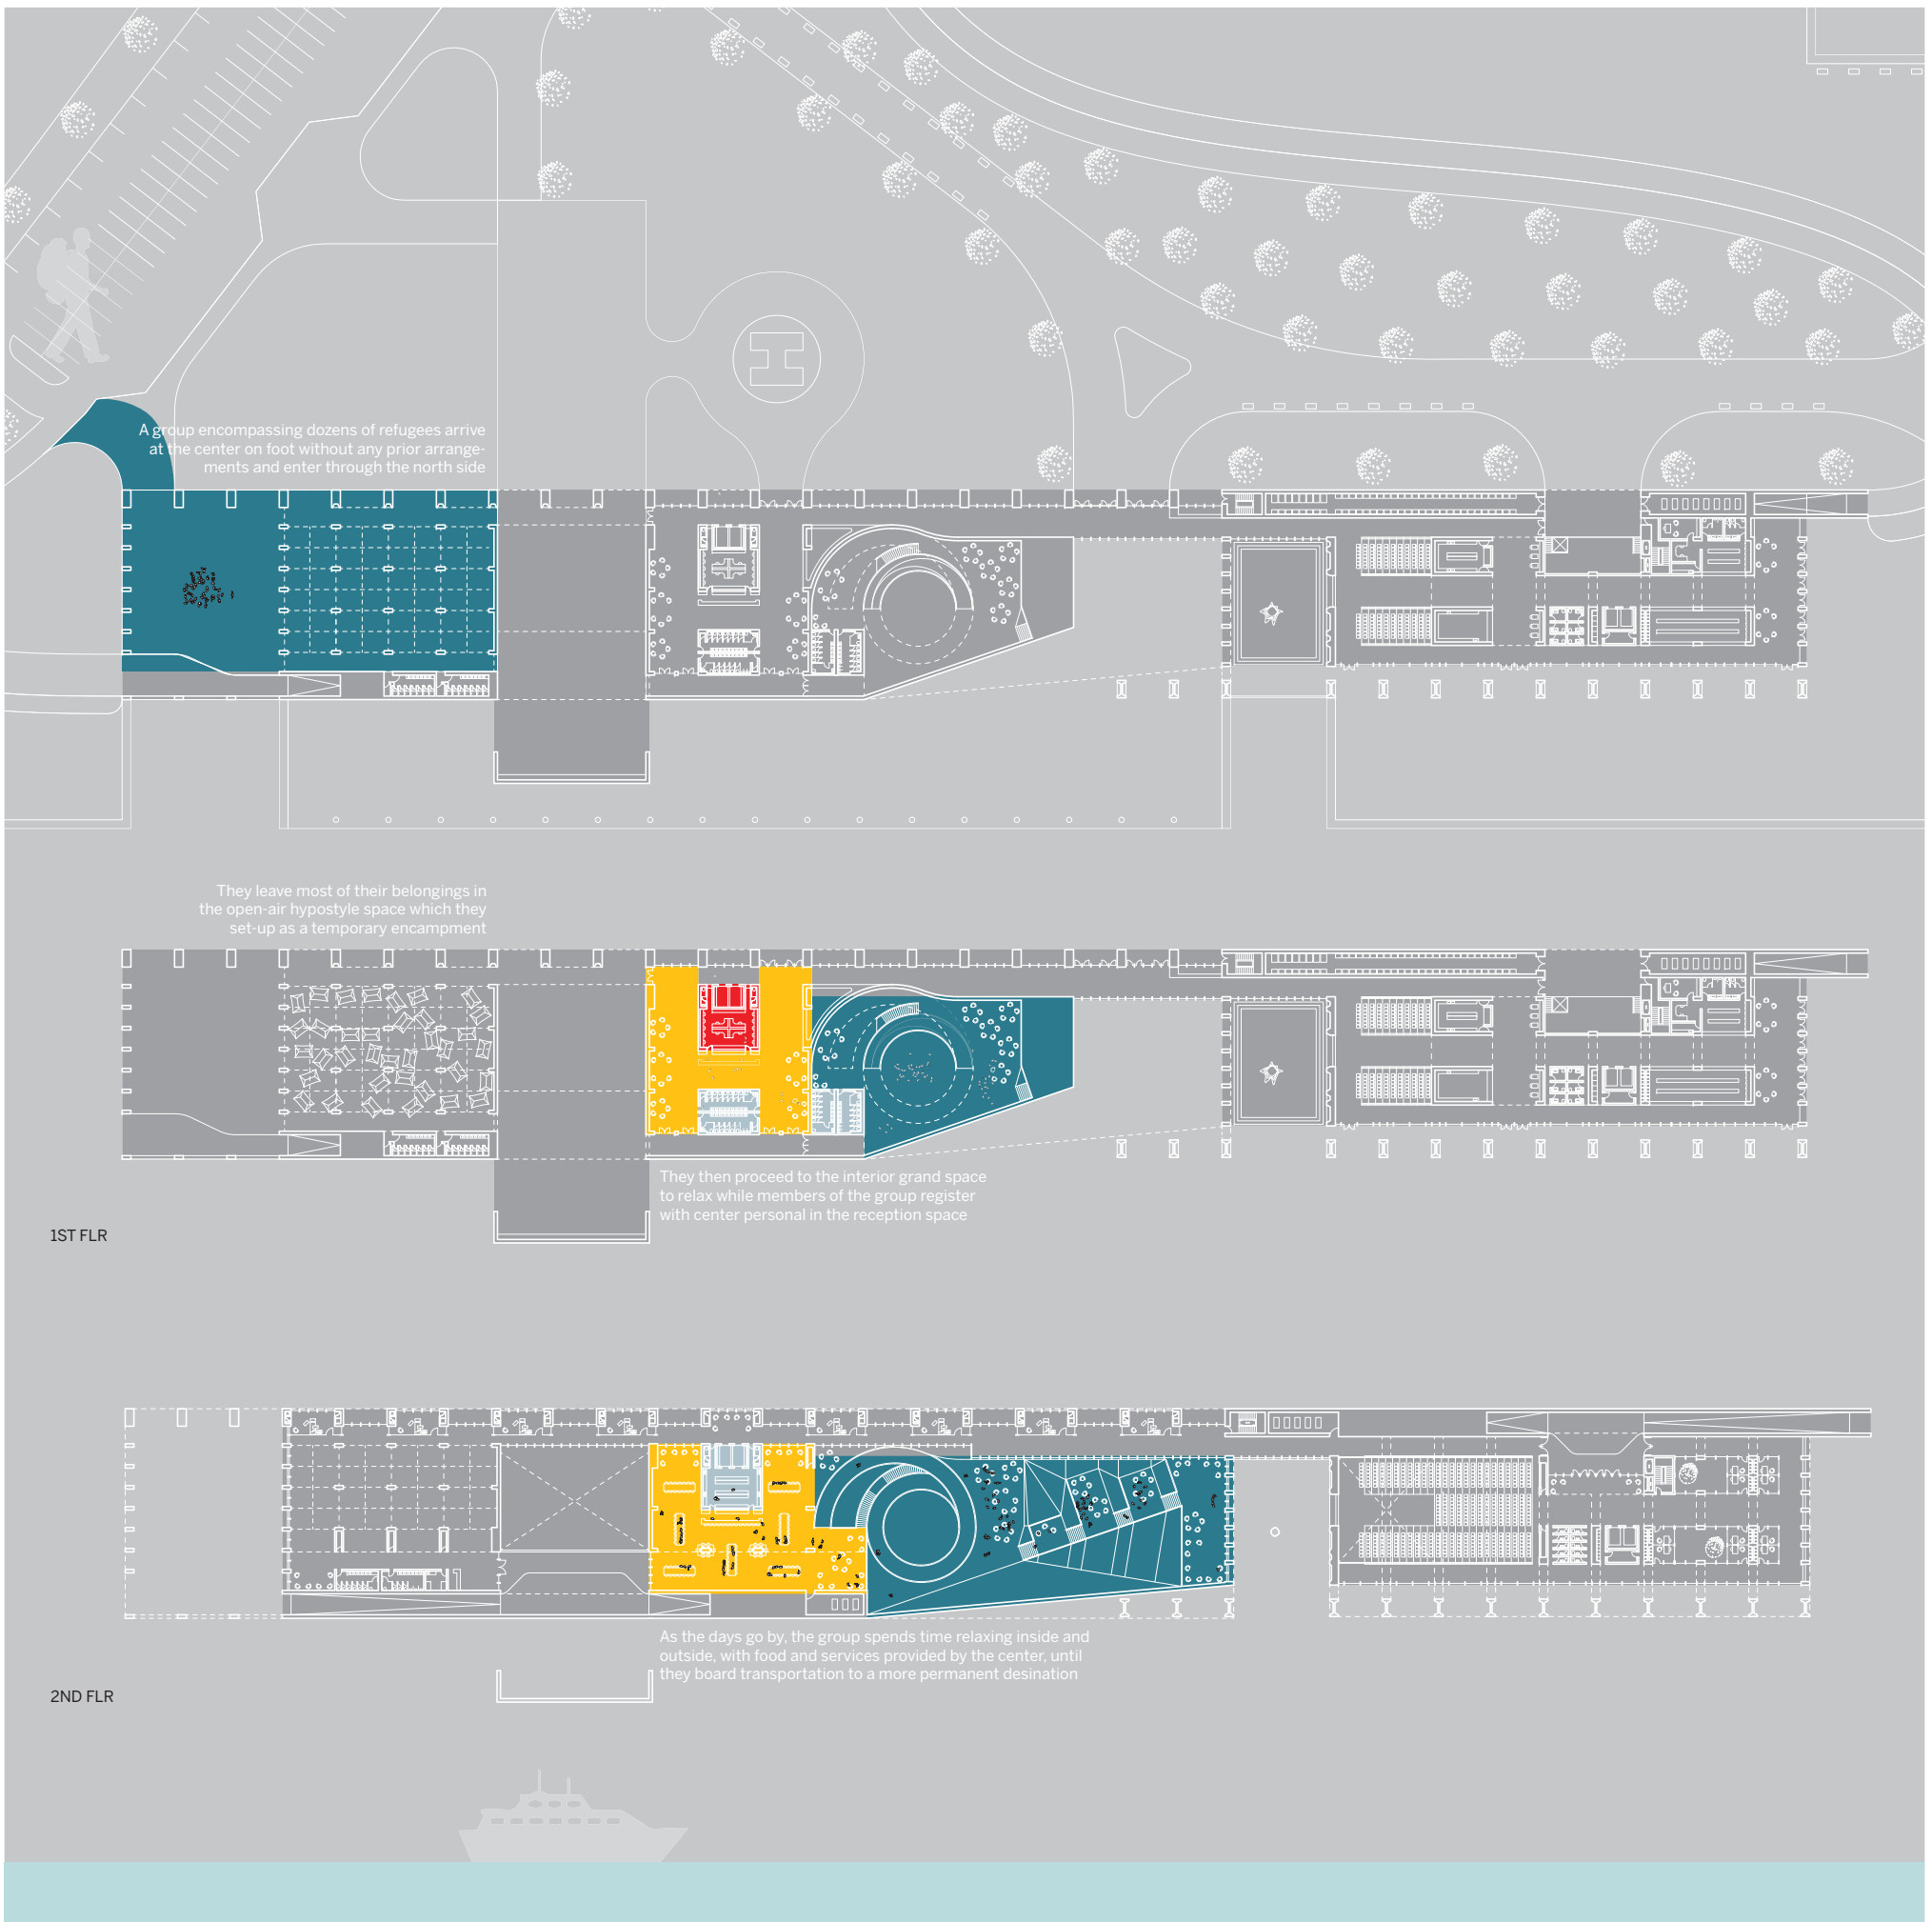 H
A group encompassing dozens of refugees arrive
at the center on foot without any prior arrange-
ments and enter through the north side
They leave most of their belongings in
the open-air hypostyle space which they
set-up as a temporary encampment
They then proceed to the interior grand space
to relax while members of the group register
with center personal in the reception space
1ST FLR
As the days go by, the group spends time relaxing inside and
outside, with food and services provided by the center, until
they board transportation to a more permanent desination
2ND FLR